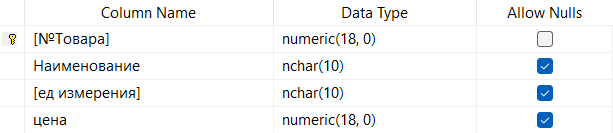 Column Name Data Type Allow Nulls
[№Товара] numeric(18, 0)
Наименование nchar(10)
[ед измерения] nchar(10)
цена numeric(18, 0)